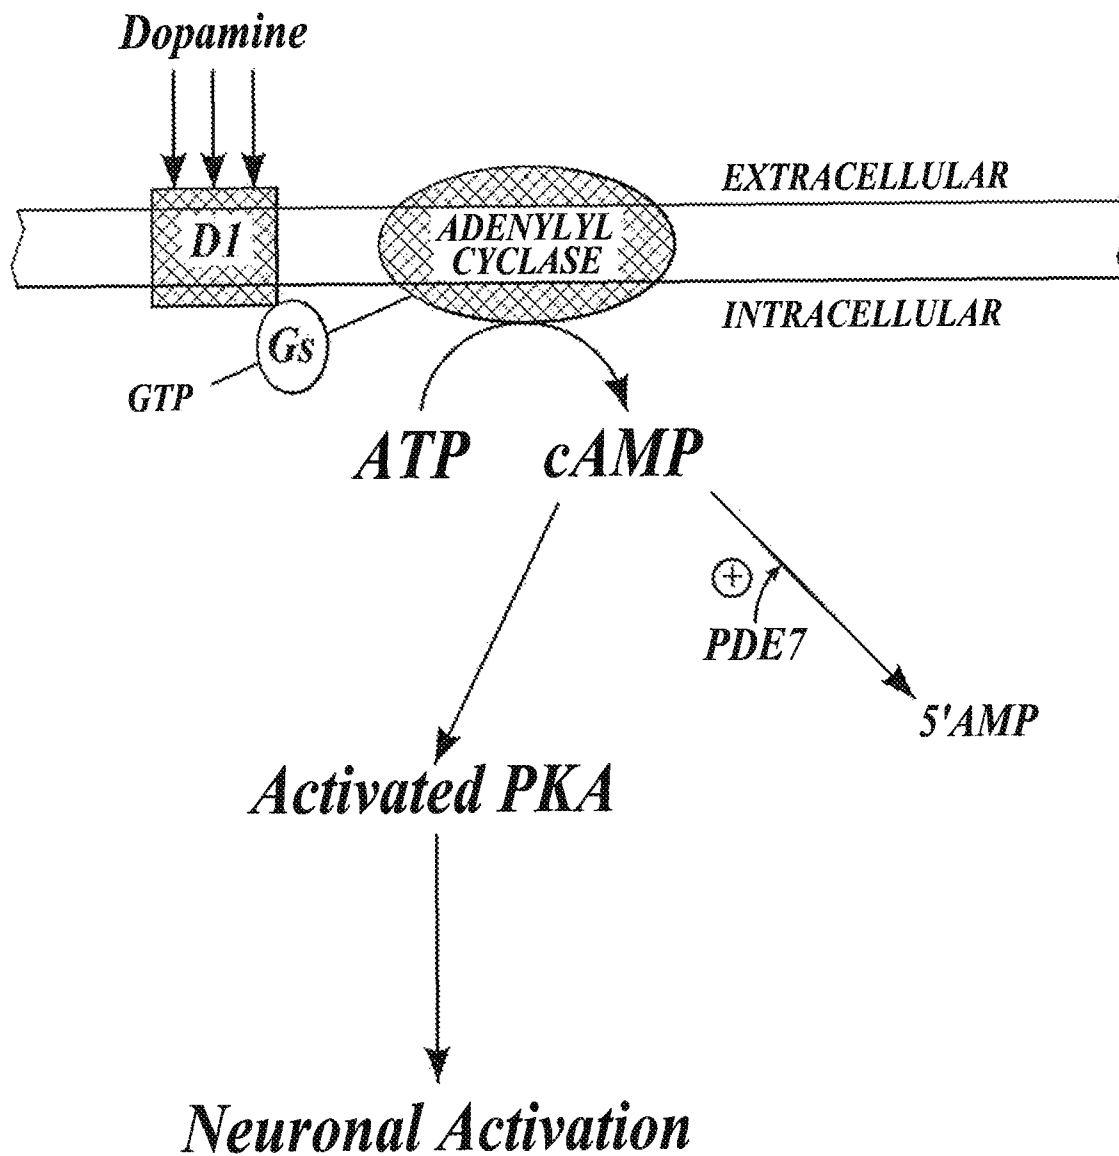 Dopamine
EXTRACELLULAR
D1
ADENYLYL
CYCLASE
INTRACELLULAR
Gs
GTP
ATP
cAMP
+
PDE7
5'AMP
Activated PKA
Neuronal Activation